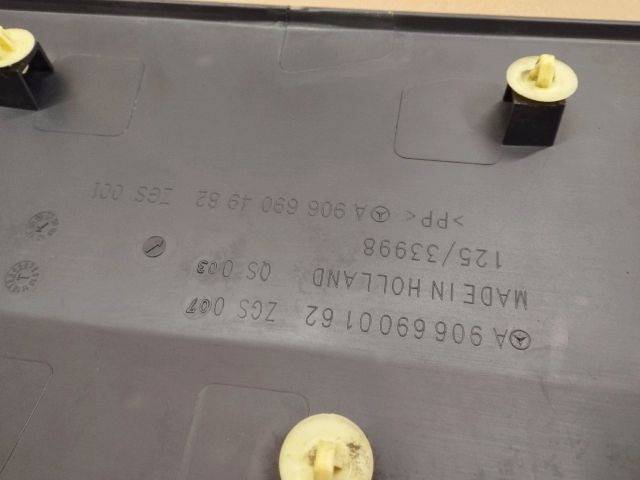 A 906 690 01 62 ZGS 007
MADE IN HOLLAND QS 003
125/33998
>PP< A 906 690 49 62 ZGS 001